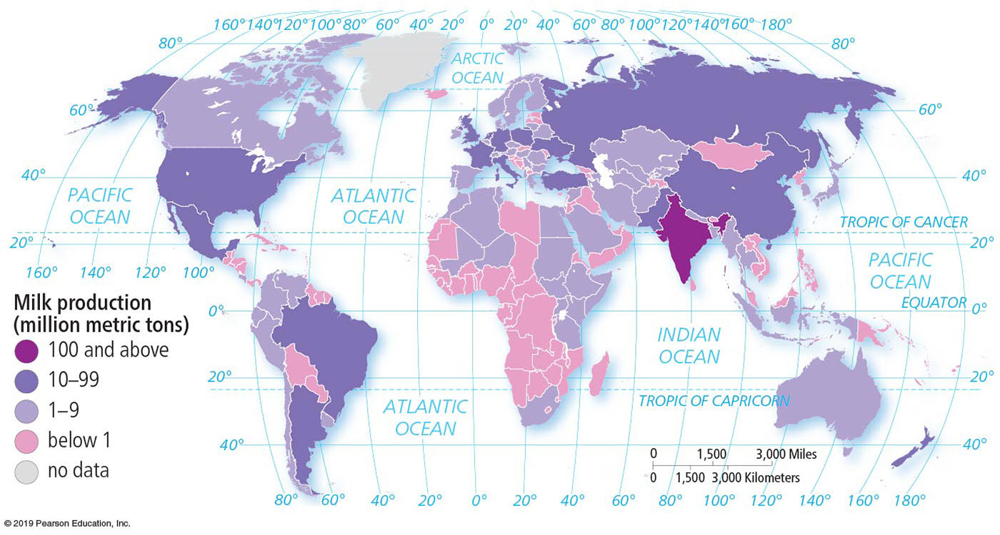 160° 140° 120° 100° 80° 60° 40° 20° 0° 20° 40° 60° 80° 100° 120° 140° 160° 180°
80° 80°
ARCTIC
OCEAN
60° 60°
40° 40°
PACIFIC
OCEAN
ATLANTIC
OCEAN
TROPIC OF CANCER
20° 20°
160° 140° 120° 100°
PACIFIC
OCEAN
EQUATOR
0° 0°
Milk production
(million metric tons)
100 and above
10–99
1–9
below 1
no data
INDIAN
OCEAN
20° 20°
TROPIC OF CAPRICORN
ATLANTIC
OCEAN
40° 40°
0 1,500 3,000 Miles
0 1,500 3,000 Kilometers
80° 60° 40° 20° 0° 20° 40° 60° 80° 100° 120° 140° 160° 180°
© 2019 Pearson Education, Inc.